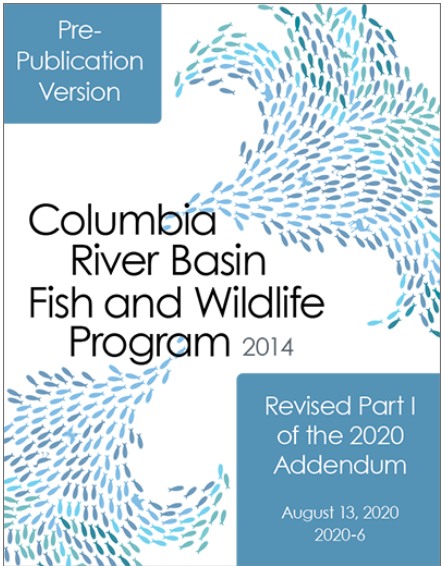 Pre-
Publication
Version
Columbia
River Basin
Fish and Wildlife
Program 2014
Revised Part I
of the 2020
Addendum
August 13, 2020
2020-6